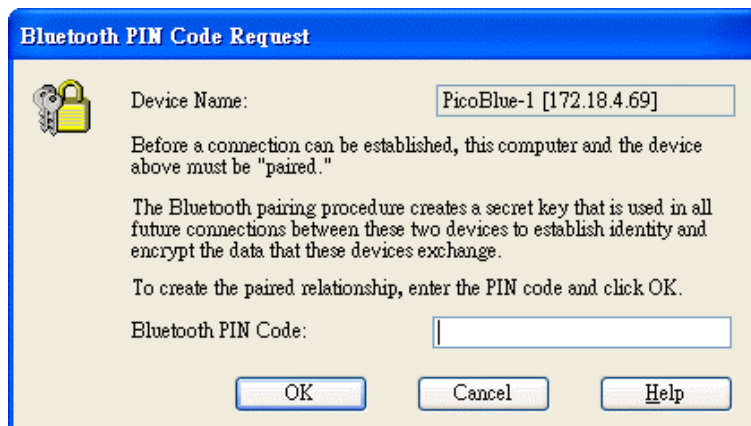 Bluetooth PIN Code Request
Device Name: PicoBlue-1 [172.18.4.69]
Before a connection can be established, this computer and the device
above must be "paired."
The Bluetooth pairing procedure creates a secret key that is used in all
future connections between these two devices to establish identity and
encrypt the data that these devices exchange.
To create the paired relationship, enter the PIN code and click OK.
Bluetooth PIN Code:
OK Cancel Help